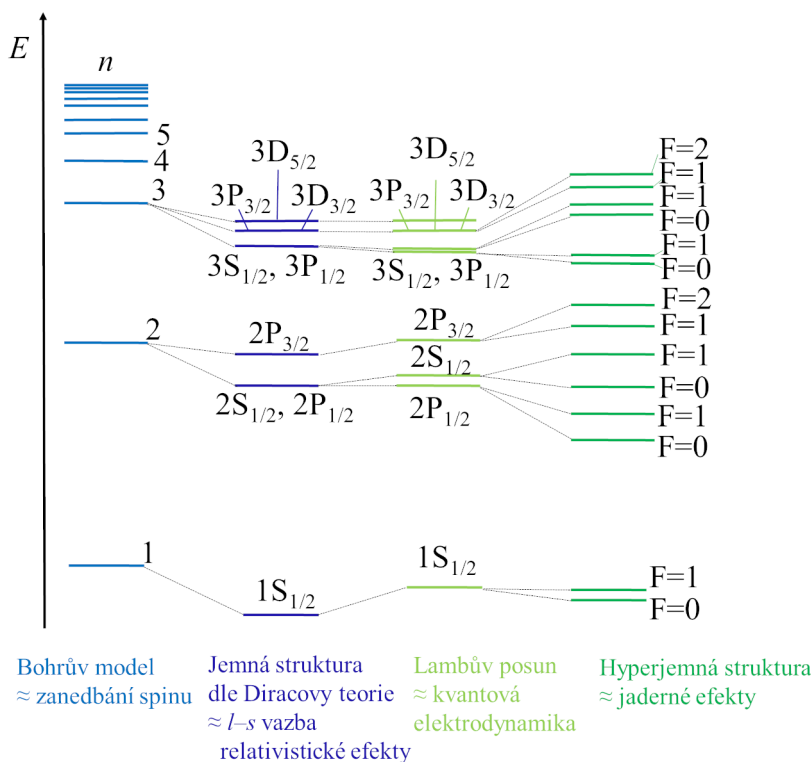 E
n
5
4
3
3D5/2
3P3/2 3D3/2
3S1/2, 3P1/2
3D5/2
3P3/2 3D3/2
3S1/2, 3P1/2
F=2
F=1
F=1
F=0
F=1
F=0
2
2P3/2
2S1/2, 2P1/2
2P3/2
2S1/2
2P1/2
F=2
F=1
F=1
F=0
F=1
F=0
1
1S1/2
1S1/2
F=1
F=0
Bohrův model
≈ zanedbání spinu
Jemná struktura
dle Diracovy teorie
≈ l–s vazba
relativistické efekty
Lambův posun
≈ kvantová
elektrodynamika
Hyperjemná struktura
≈ jaderné efekty